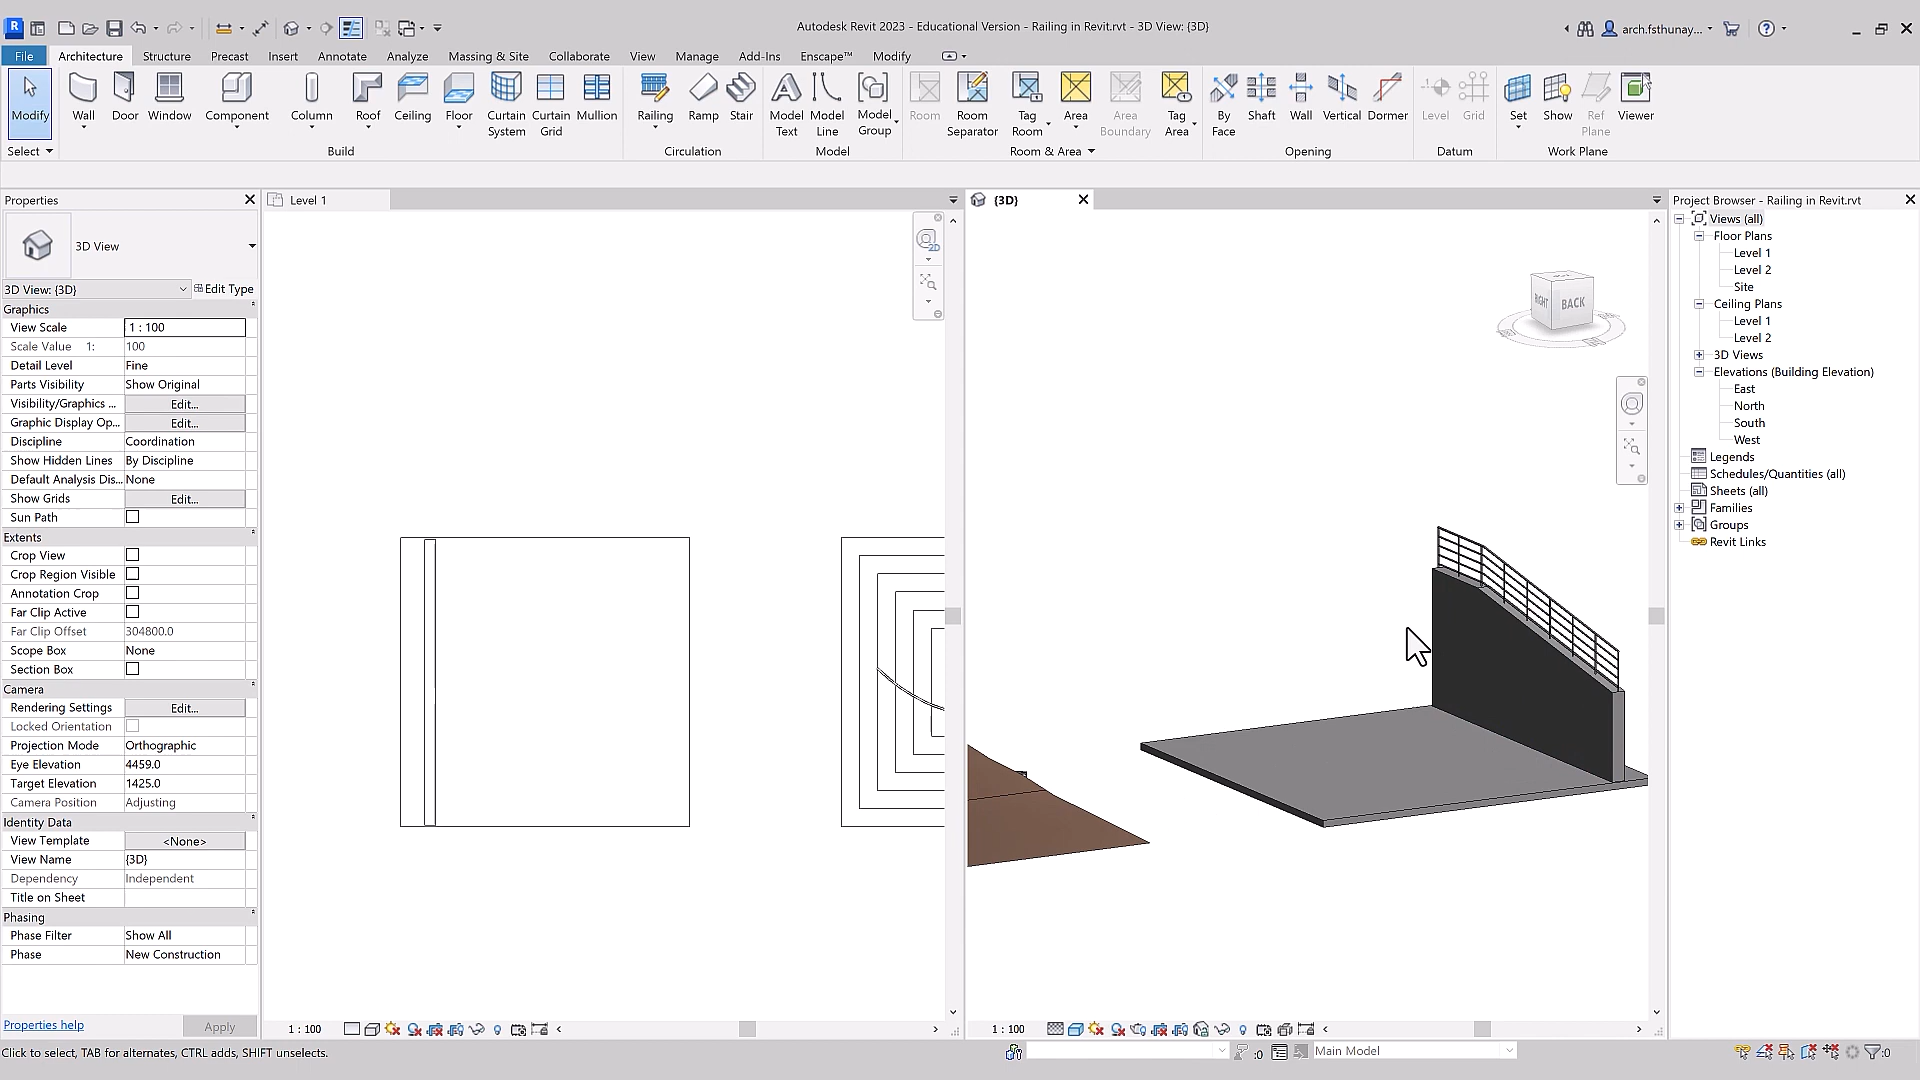 Autodesk Revit 2023 - Educational Version - Railing in Revit.rvt - 3D View: {3D}
arch.fsthunay...
File Architecture Structure Precast Insert Annotate Analyze Massing & Site Collaborate View Manage Add-Ins Enscape™ Modify
Modify
Wall
Door
Window
Component
Column
Roof
Ceiling
Floor
Curtain System
Curtain Grid
Mullion
Railing
Ramp
Stair
Model Text
Model Line
Model Group
Room
Room Separator
Tag Room
Area
Area Boundary
Tag Area
By Face
Shaft
Wall
Vertical
Dormer
Level
Grid
Set
Show
Ref Plane
Viewer
Select
Build
Circulation
Model
Room & Area
Opening
Datum
Work Plane
Properties
3D View
3D View: {3D}
Edit Type
Graphics
View Scale 1 : 100
Scale Value 1: 100
Detail Level Fine
Parts Visibility Show Original
Visibility/Graphics ... Edit...
Graphic Display Op... Edit...
Discipline Coordination
Show Hidden Lines By Discipline
Default Analysis Dis... None
Show Grids Edit...
Sun Path
Extents
Crop View
Crop Region Visible
Annotation Crop
Far Clip Active
Far Clip Offset 304800.0
Scope Box None
Section Box
Camera
Rendering Settings Edit...
Locked Orientation
Projection Mode Orthographic
Eye Elevation 4459.0
Target Elevation 1425.0
Camera Position Adjusting
Identity Data
View Template <None>
View Name {3D}
Dependency Independent
Title on Sheet
Phasing
Phase Filter Show All
Phase New Construction
Properties help
Apply
Level 1
2D
1 : 100
{3D}
RIGHT
BACK
1 : 100
Project Browser - Railing in Revit.rvt
Views (all)
Floor Plans
Level 1
Level 2
Site
Ceiling Plans
Level 1
Level 2
3D Views
Elevations (Building Elevation)
East
North
South
West
Legends
Schedules/Quantities (all)
Sheets (all)
Families
Groups
Revit Links
Click to select, TAB for alternates, CTRL adds, SHIFT unselects.
:0
Main Model
:0